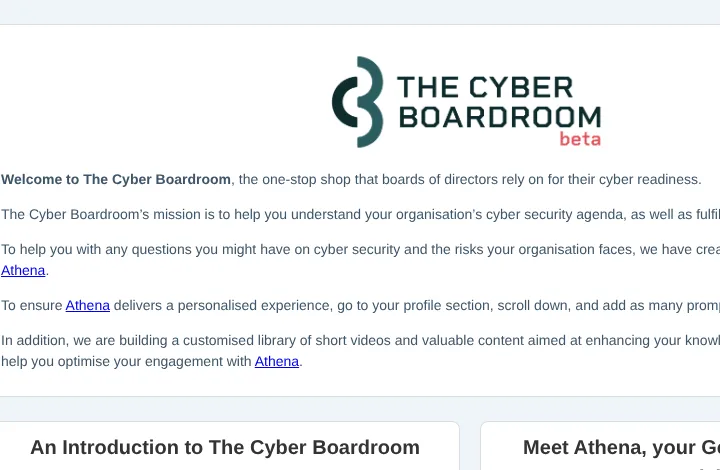 THE CYBER
BOARDROOM
beta
Welcome to The Cyber Boardroom, the one-stop shop that boards of directors rely on for their cyber readiness.
The Cyber Boardroom’s mission is to help you understand your organisation’s cyber security agenda, as well as
To help you with any questions you might have on cyber security and the risks your organisation faces, we have
Athena.
To ensure Athena delivers a personalised experience, go to your profile section, scroll down, and add as many
In addition, we are building a customised library of short videos and valuable content aimed at enhancing your
help you optimise your engagement with Athena.
An Introduction to The Cyber Boardroom
Meet Athena, your